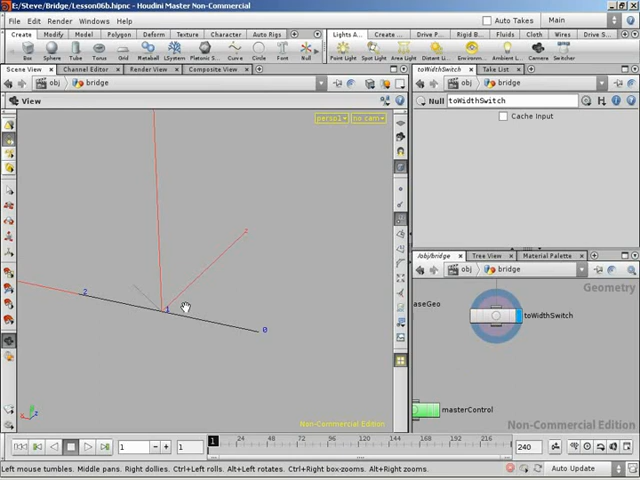 E:/Steve/Bridge/Lesson06b.hipnc - Houdini Master Non-Commercial
File Edit Render Windows Help
Auto Takes Main
Create Modify Model Polygon Deform Texture Character
Lights A... Create ... Drive P... Rigid B... Cloth Wires Drive C...
Box Sphere Tube Grid Metaball LSystem Platonic S... Curve Circle Font Null
Point Light Spot Light Area Light Environm... Distant L... Ambient L... Camera Switcher
Scene View Channel Editor Render View Composite View
toWidthSwitch Take List
obj bridge
obj bridge
View
Null toWidthSwitch
Cache Input
persp1 no cam
z
2
1
0
x z
Non-Commercial Edition
/obj/bridge Tree View Material Palette
obj bridge
Geometry
aseGeo
toWidthSwitch
masterControl
Non-Commercial Edition
1 1 1 24 48 72 96 120 144 168 192 216 240
Left mouse tumbles. Middle pans. Right dollies. Ctrl+Left rolls. Alt+Left rotates. Ctrl+Right box-zooms. Alt+Right zooms.
Auto Update